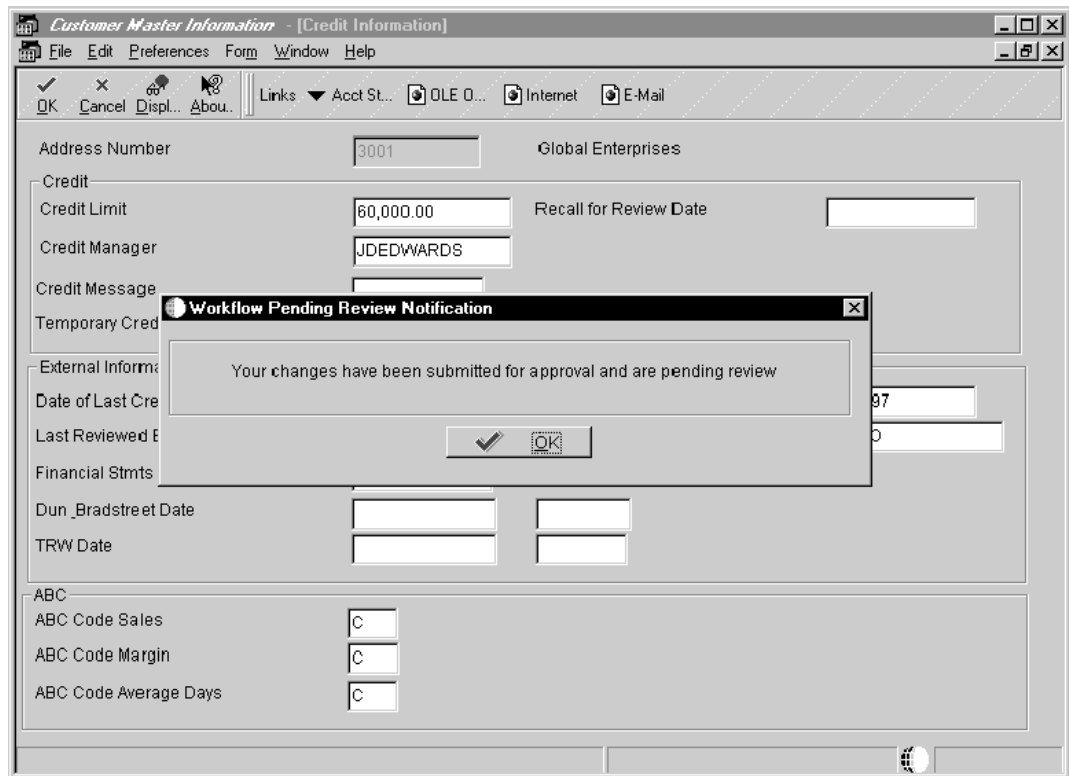 Customer Master Information - [Credit Information]
File Edit Preferences Form Window Help
OK Cancel Displ... Abou.. Links Acct St... OLE O... Internet E-Mail
Address Number 3001 Global Enterprises
Credit
Credit Limit 60,000.00 Recall for Review Date
Credit Manager JDEDWARDS
Credit Message
Temporary Cred
Workflow Pending Review Notification
Your changes have been submitted for approval and are pending review
OK
External Informa
Date of Last Cre 97
Last Reviewed B O
Financial Stmts
Dun_Bradstreet Date
TRW Date
ABC
ABC Code Sales C
ABC Code Margin C
ABC Code Average Days C